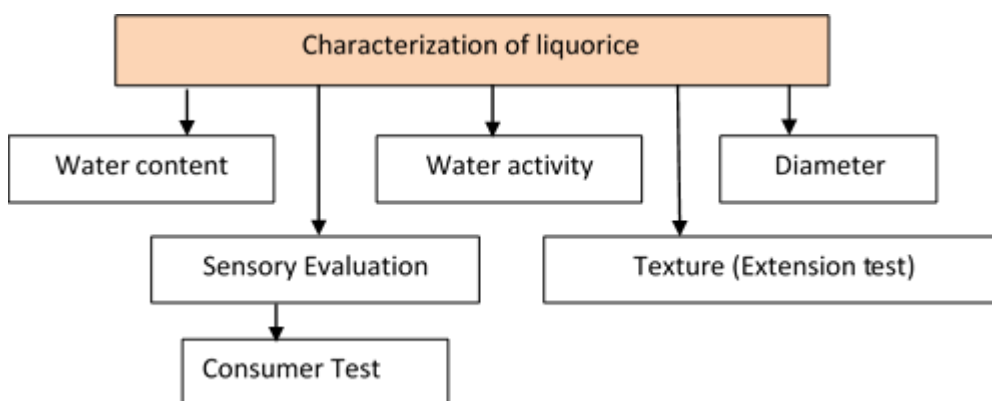 Characterization of liquorice
Water content
Water activity
Diameter
Sensory Evaluation
Texture (Extension test)
Consumer Test